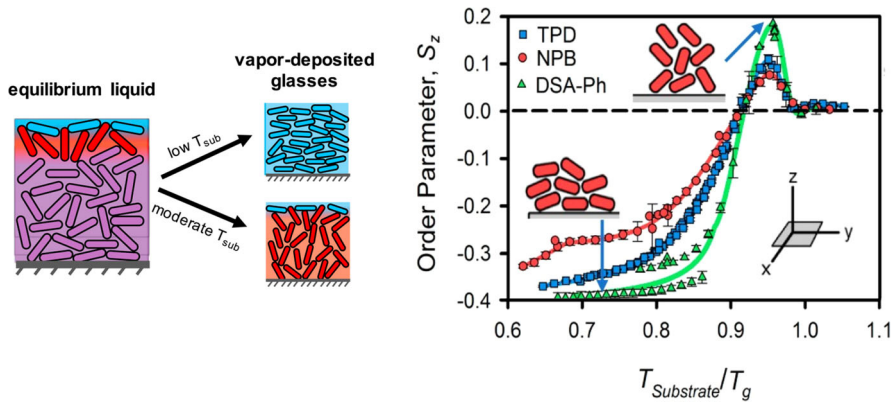 equilibrium liquid
vapor-deposited
glasses
low T_sub
moderate T_sub
Order Parameter, S_z
0.2
0.1
0.0
-0.1
-0.2
-0.3
-0.4
TPD
NPB
DSA-Ph
z
y
x
0.6 0.7 0.8 0.9 1.0 1.1
T_Substrate/T_g